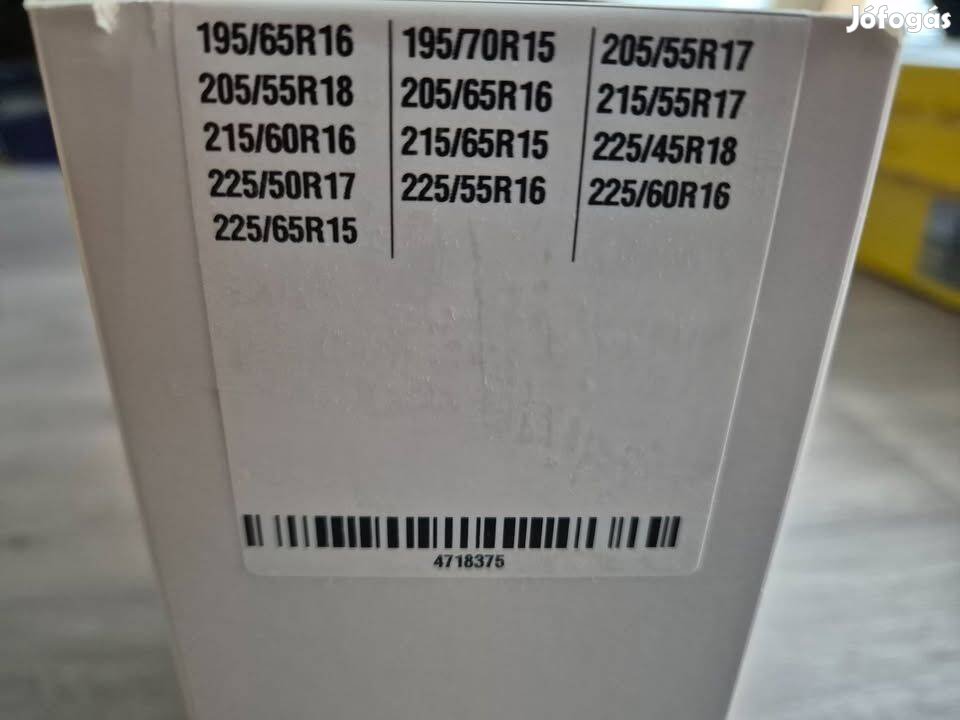 Jófogás
195/65R16 195/70R15 205/55R17
205/55R18 205/65R16 215/55R17
215/60R16 215/65R15 225/45R18
225/50R17 225/55R16 225/60R16
225/65R15
4718375